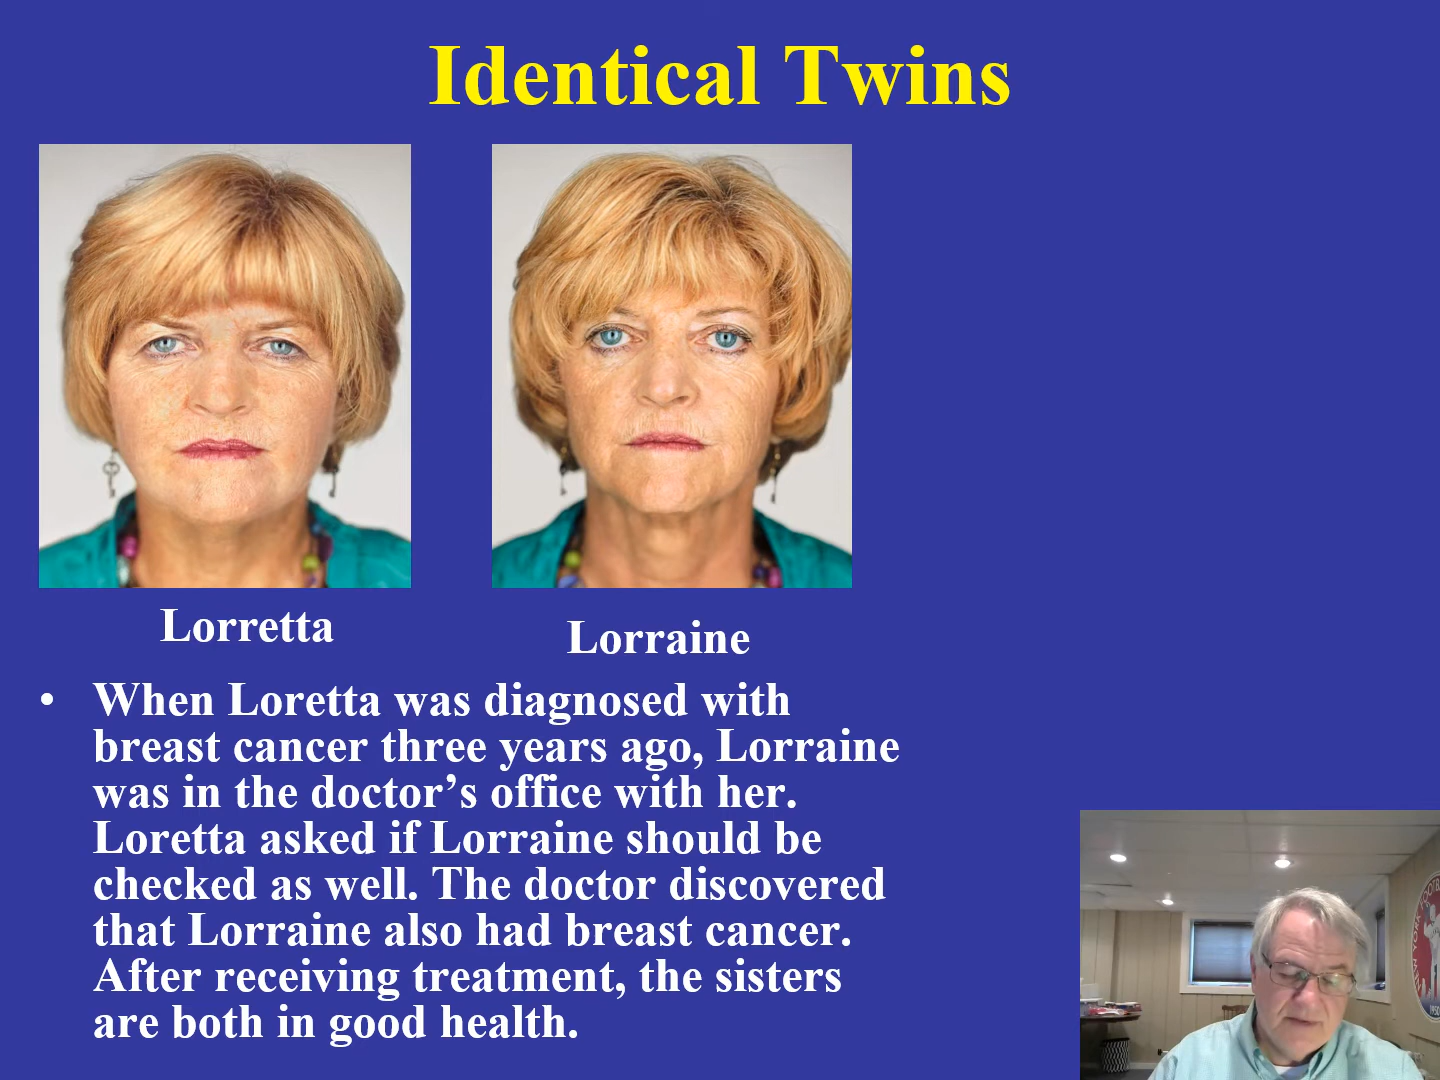 Identical Twins
Lorretta
Lorraine
• When Loretta was diagnosed with
breast cancer three years ago, Lorraine
was in the doctor’s office with her.
Loretta asked if Lorraine should be
checked as well. The doctor discovered
that Lorraine also had breast cancer.
After receiving treatment, the sisters
are both in good health.